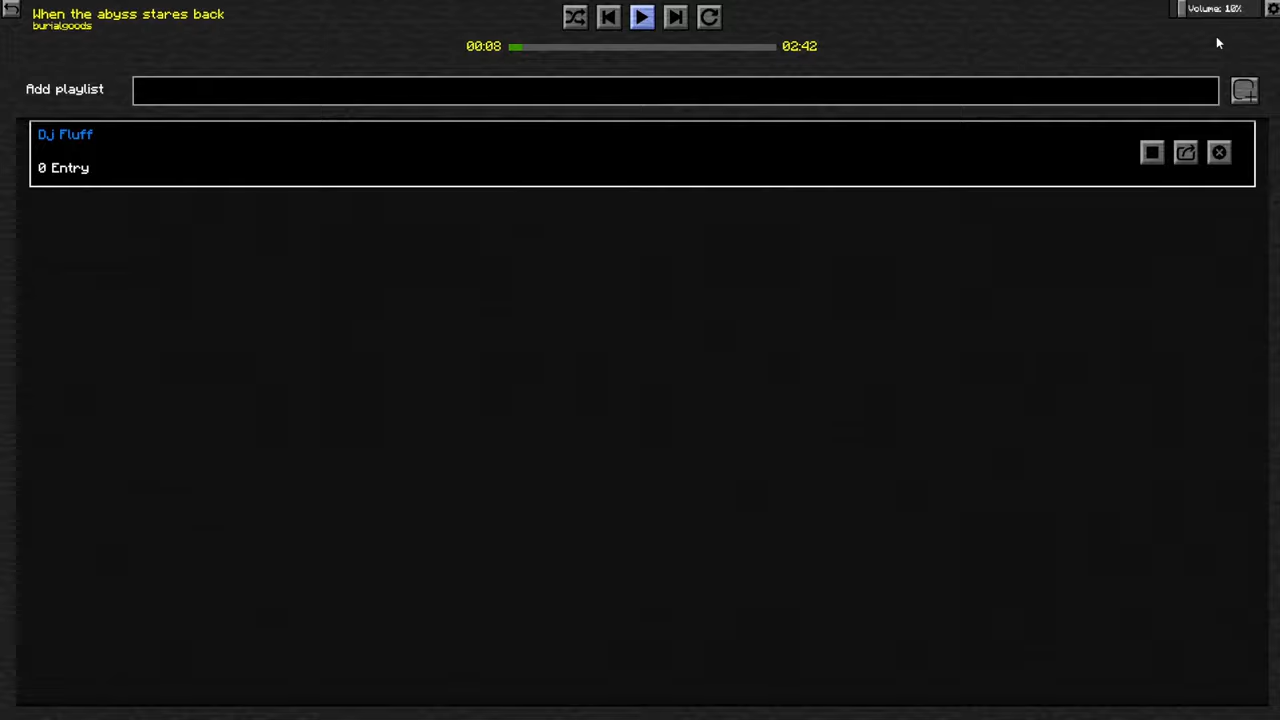 When the abyss stares back
burialgoods
Volume: 10%
00:08
02:42
Add playlist
Dj Fluff
0 Entry